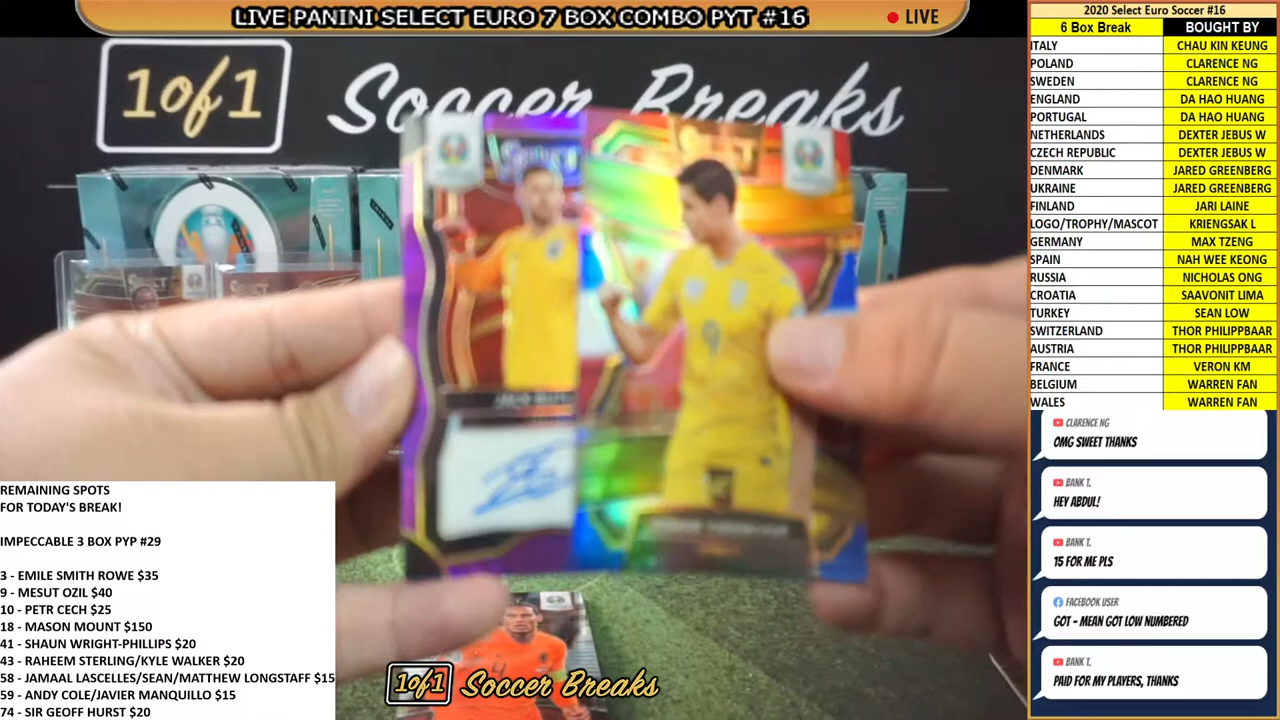 LIVE PANINI SELECT EURO 7 BOX COMBO PYT #16
LIVE
1of1
Soccer Breaks
2020 Select Euro Soccer #16
6 Box Break BOUGHT BY
ITALY CHAU KIN KEUNG
POLAND CLARENCE NG
SWEDEN CLARENCE NG
ENGLAND DA HAO HUANG
PORTUGAL DA HAO HUANG
NETHERLANDS DEXTER JEBUS W
CZECH REPUBLIC DEXTER JEBUS W
DENMARK JARED GREENBERG
UKRAINE JARED GREENBERG
FINLAND JARI LAINE
LOGO/TROPHY/MASCOT KRIENGSAK L
GERMANY MAX TZENG
SPAIN NAH WEE KEONG
RUSSIA NICHOLAS ONG
CROATIA SAAVONIT LIMA
TURKEY SEAN LOW
SWITZERLAND THOR PHILIPPBAAR
AUSTRIA THOR PHILIPPBAAR
FRANCE VERON KM
BELGIUM WARREN FAN
WALES WARREN FAN
CLARENCE NG
OMG SWEET THANKS
BANK T.
HEY ABDUL!
BANK T.
15 FOR ME PLS
FACEBOOK USER
GOT - MEAN GOT LOW NUMBERED
BANK T.
PAID FOR MY PLAYERS, THANKS
REMAINING SPOTS
FOR TODAY'S BREAK!
IMPECCABLE 3 BOX PYP #29
3 - EMILE SMITH ROWE $35
9 - MESUT OZIL $40
10 - PETR CECH $25
18 - MASON MOUNT $150
41 - SHAUN WRIGHT-PHILLIPS $20
43 - RAHEEM STERLING/KYLE WALKER $20
58 - JAMAAL LASCELLES/SEAN/MATTHEW LONGSTAFF $15
59 - ANDY COLE/JAVIER MANQUILLO $15
74 - SIR GEOFF HURST $20
1of1 Soccer Breaks